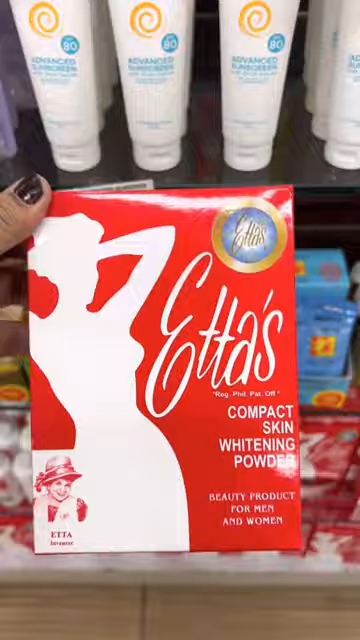 ADVANCED
SUNSCREEN
80
ADVANCED
SUNSCREEN
80
ADVANCED
SUNSCREEN
80
Etta's
Etta's
"Reg. Phil. Pat. Off."
COMPACT
SKIN
WHITENING
POWDER
BEAUTY PRODUCT
FOR MEN
AND WOMEN
ETTA
Inventor